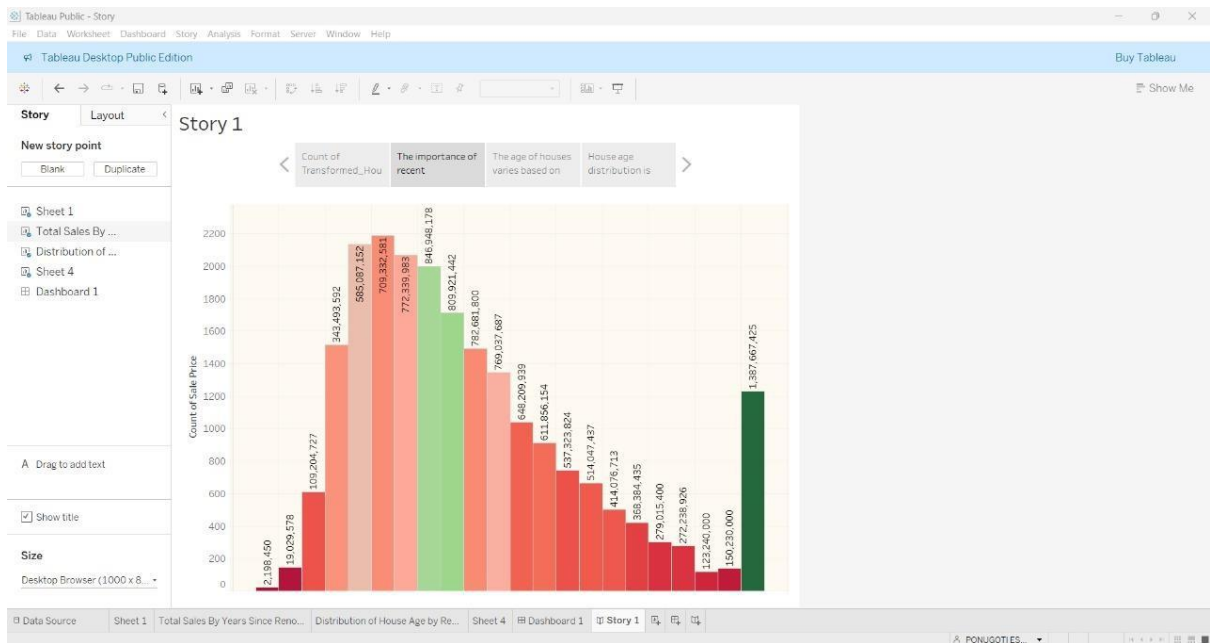 Tableau Public - Story
File Data Worksheet Dashboard Story Analysis Format Server Window Help
Tableau Desktop Public Edition
Buy Tableau
Show Me
Story
Layout
New story point
Blank
Duplicate
Sheet 1
Total Sales By ...
Distribution of ...
Sheet 4
Dashboard 1
A Drag to add text
Show title
Size
Desktop Browser (1000 x 8...
Story 1
Count of
Transformed_Hou
The importance of
recent
The age of houses
varies based on
House age
distribution is
Count of Sale Price
2200
2000
1800
1600
1400
1200
1000
800
600
400
200
0
2,198,450
19,029,578
109,204,727
343,493,592
585,087,152
709,332,581
772,339,983
846,948,178
809,921,442
782,681,800
769,037,687
648,209,939
611,856,154
537,323,824
514,047,437
414,076,713
368,384,435
279,015,400
272,238,926
123,240,000
150,230,000
1,387,667,425
Data Source
Sheet 1
Total Sales By Years Since Reno...
Distribution of House Age by Re...
Sheet 4
Dashboard 1
Story 1
PONUGOTI ES...